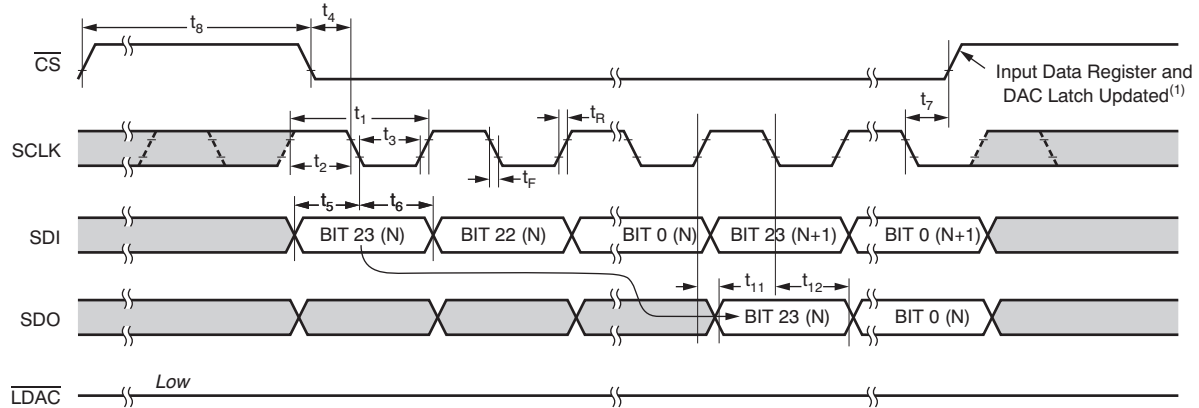 t8
t4
CS
Input Data Register and
DAC Latch Updated(1)
t1
t7
tR
t3
SCLK
t2
tF
t5
t6
SDI
BIT 23 (N)
BIT 22 (N)
BIT 0 (N)
BIT 23 (N+1)
BIT 0 (N+1)
t11
t12
SDO
BIT 23 (N)
BIT 0 (N)
Low
LDAC